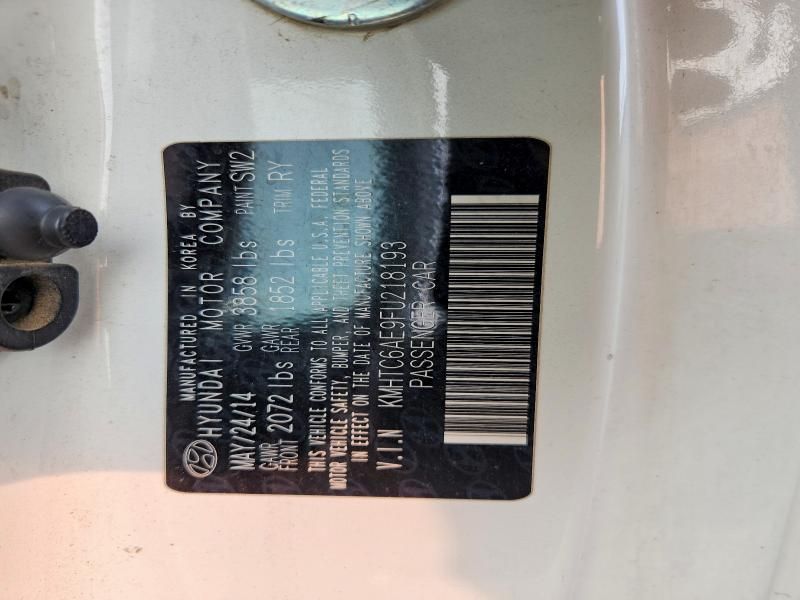 MANUFACTURED IN KOREA BY
HYUNDAI MOTOR COMPANY
MAY/24/14 GVWR 3858 lbs PAINT SW2
GAWR FRONT 2072 lbs GAWR REAR 1852 lbs TRIM RY
THIS VEHICLE CONFORMS TO ALL APPLICABLE U.S.A. FEDERAL
MOTOR VEHICLE SAFETY, BUMPER, AND THEFT PREVENTION STANDARDS
IN EFFECT ON THE DATE OF MANUFACTURE SHOWN ABOVE
V.I.N KMHTC6AE9FU218193
PASSENGER CAR